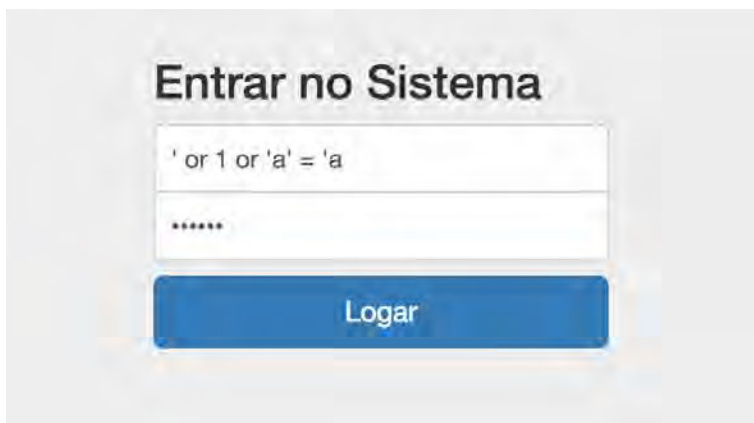 Entrar no Sistema
' or 1 or 'a' = 'a
••••••
Logar